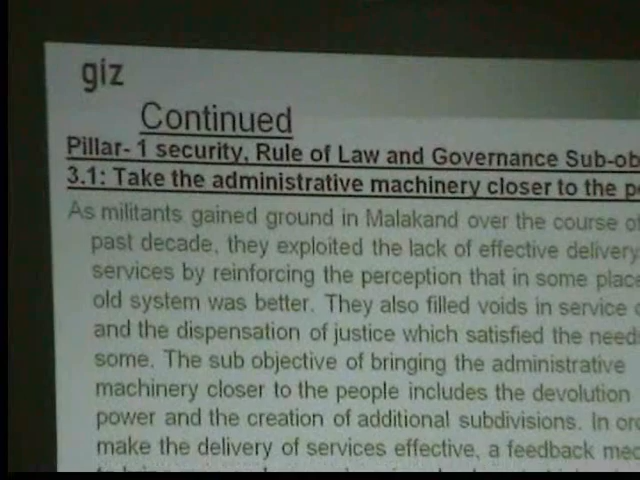 giz
Continued
Pillar- 1 security, Rule of Law and Governance Sub-ob
3.1: Take the administrative machinery closer to the p
As militants gained ground in Malakand over the course of
past decade, they exploited the lack of effective delivery
services by reinforcing the perception that in some place
old system was better. They also filled voids in service
and the dispensation of justice which satisfied the need
some. The sub objective of bringing the administrative
machinery closer to the people includes the devolution
power and the creation of additional subdivisions. In
make the delivery of services effective, a feedback